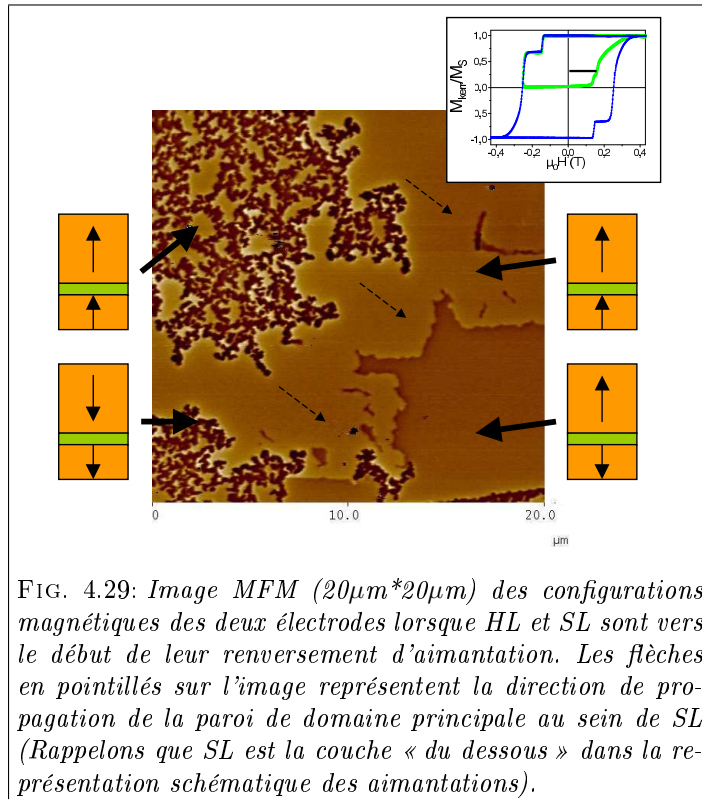 M_kerr/M_S
1,0
0,5
0,0
0,5
-1,0
-0,4
-0,2
0,0
0,2
0,4
μ₀H (T)
0
10.0
20.0
μm
FIG. 4.29: Image MFM (20μm*20μm) des configurations
magnétiques des deux électrodes lorsque HL et SL sont vers
le début de leur renversement d'aimantation. Les flèches
en pointillés sur l'image représentent la direction de pro-
pagation de la paroi de domaine principale au sein de SL
(Rappelons que SL est la couche « du dessous » dans la re-
présentation schématique des aimantations).